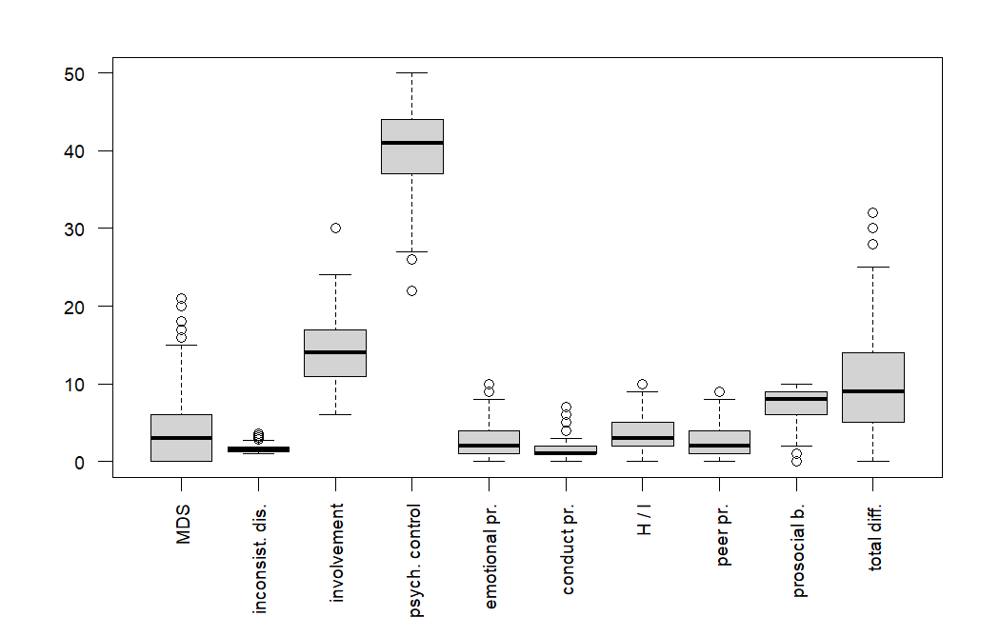 50
40
30
20
10
0
MDS
inconsist. dis.
involvement
psych. control
emotional pr.
conduct pr.
H / I
peer pr.
prosocial b.
total diff.